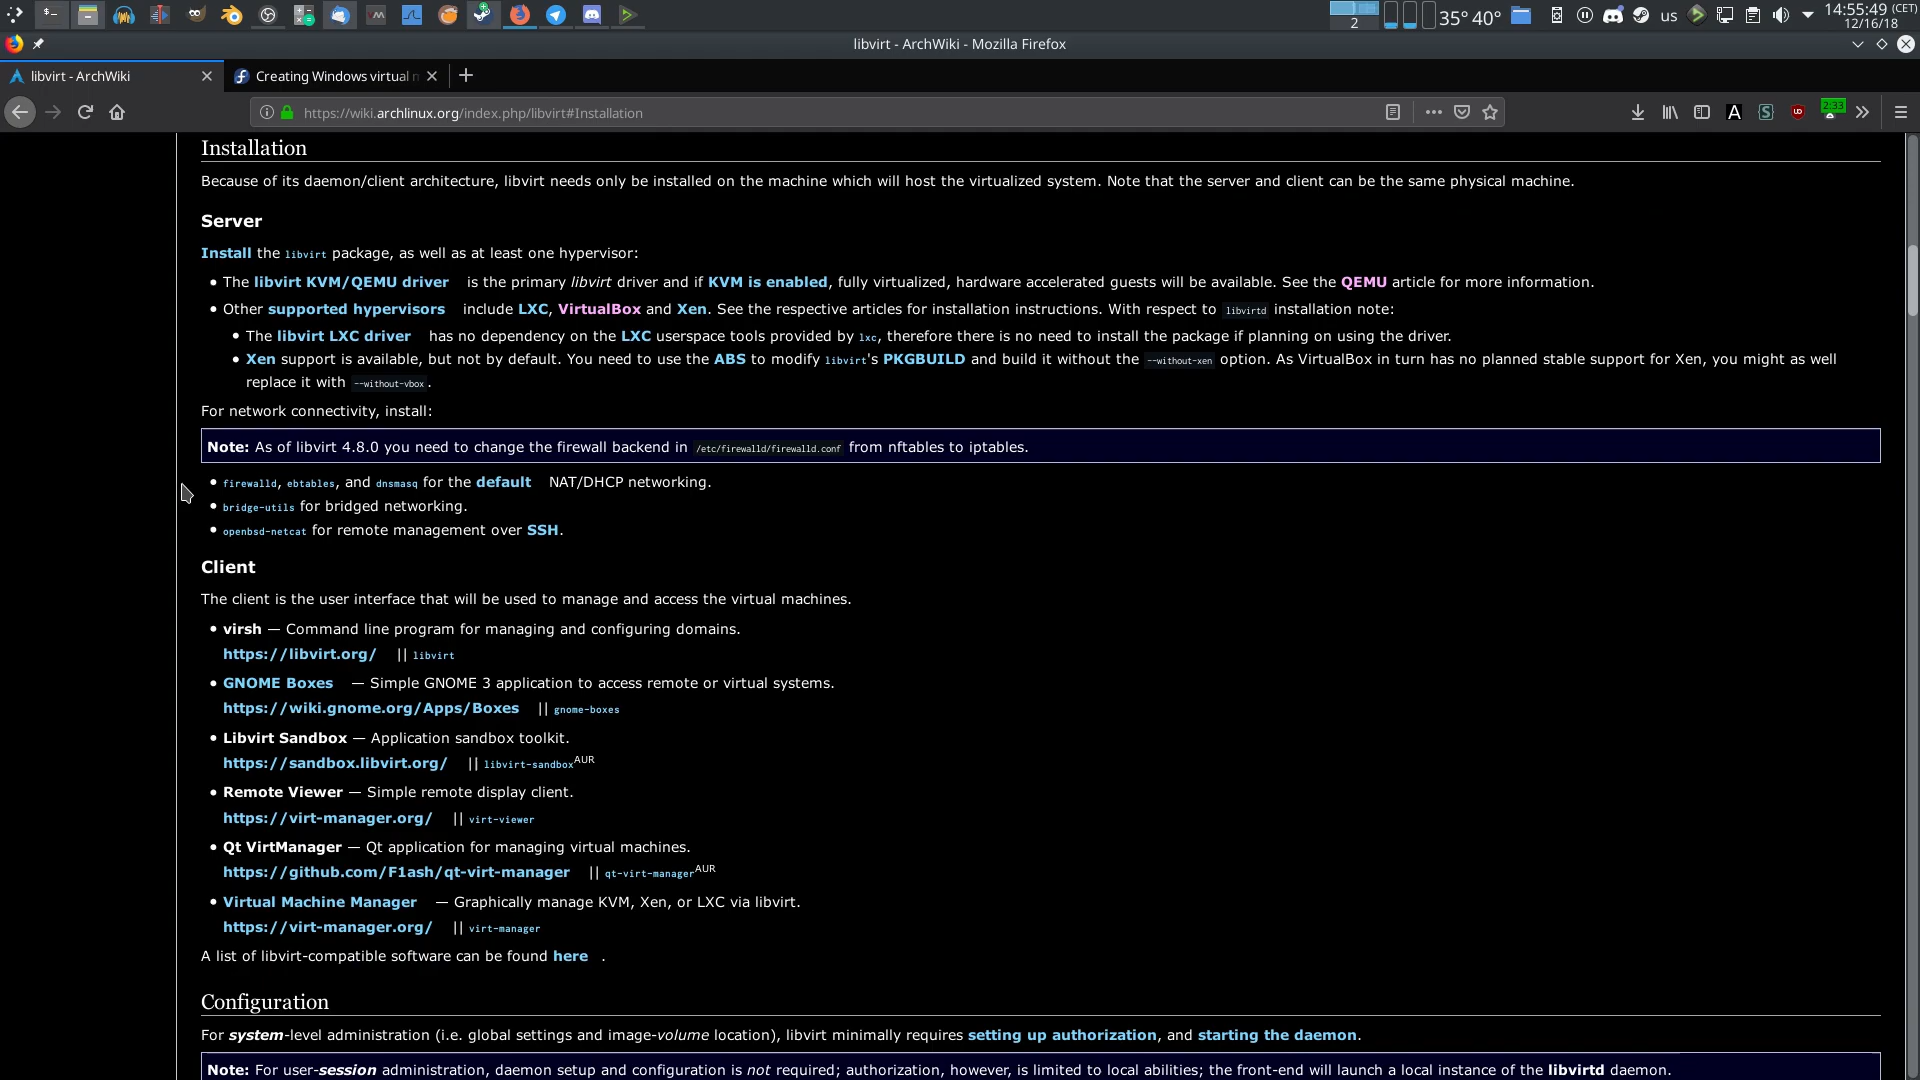 2
35° 40°
us
14:55:49 (CET)
12/16/18
libvirt - ArchWiki - Mozilla Firefox
libvirt - ArchWiki
Creating Windows virtual m
https://wiki.archlinux.org/index.php/libvirt#Installation
2:33
Installation
Because of its daemon/client architecture, libvirt needs only be installed on the machine which will host the virtualized system. Note that the server and client can be the same physical machine.
Server
Install the libvirt package, as well as at least one hypervisor:
• The libvirt KVM/QEMU driver is the primary libvirt driver and if KVM is enabled, fully virtualized, hardware accelerated guests will be available. See the QEMU article for more information.
• Other supported hypervisors include LXC, VirtualBox and Xen. See the respective articles for installation instructions. With respect to libvirtd installation note:
• The libvirt LXC driver has no dependency on the LXC userspace tools provided by lxc, therefore there is no need to install the package if planning on using the driver.
• Xen support is available, but not by default. You need to use the ABS to modify libvirt's PKGBUILD and build it without the --without-xen option. As VirtualBox in turn has no planned stable support for Xen, you might as well
replace it with --without-vbox.
For network connectivity, install:
Note: As of libvirt 4.8.0 you need to change the firewall backend in /etc/firewalld/firewalld.conf from nftables to iptables.
• firewalld, ebtables, and dnsmasq for the default NAT/DHCP networking.
• bridge-utils for bridged networking.
• openbsd-netcat for remote management over SSH.
Client
The client is the user interface that will be used to manage and access the virtual machines.
• virsh — Command line program for managing and configuring domains.
https://libvirt.org/ || libvirt
• GNOME Boxes — Simple GNOME 3 application to access remote or virtual systems.
https://wiki.gnome.org/Apps/Boxes || gnome-boxes
• Libvirt Sandbox — Application sandbox toolkit.
https://sandbox.libvirt.org/ || libvirt-sandboxAUR
• Remote Viewer — Simple remote display client.
https://virt-manager.org/ || virt-viewer
• Qt VirtManager — Qt application for managing virtual machines.
https://github.com/F1ash/qt-virt-manager || qt-virt-managerAUR
• Virtual Machine Manager — Graphically manage KVM, Xen, or LXC via libvirt.
https://virt-manager.org/ || virt-manager
A list of libvirt-compatible software can be found here .
Configuration
For system-level administration (i.e. global settings and image-volume location), libvirt minimally requires setting up authorization, and starting the daemon.
Note: For user-session administration, daemon setup and configuration is not required; authorization, however, is limited to local abilities; the front-end will launch a local instance of the libvirtd daemon.